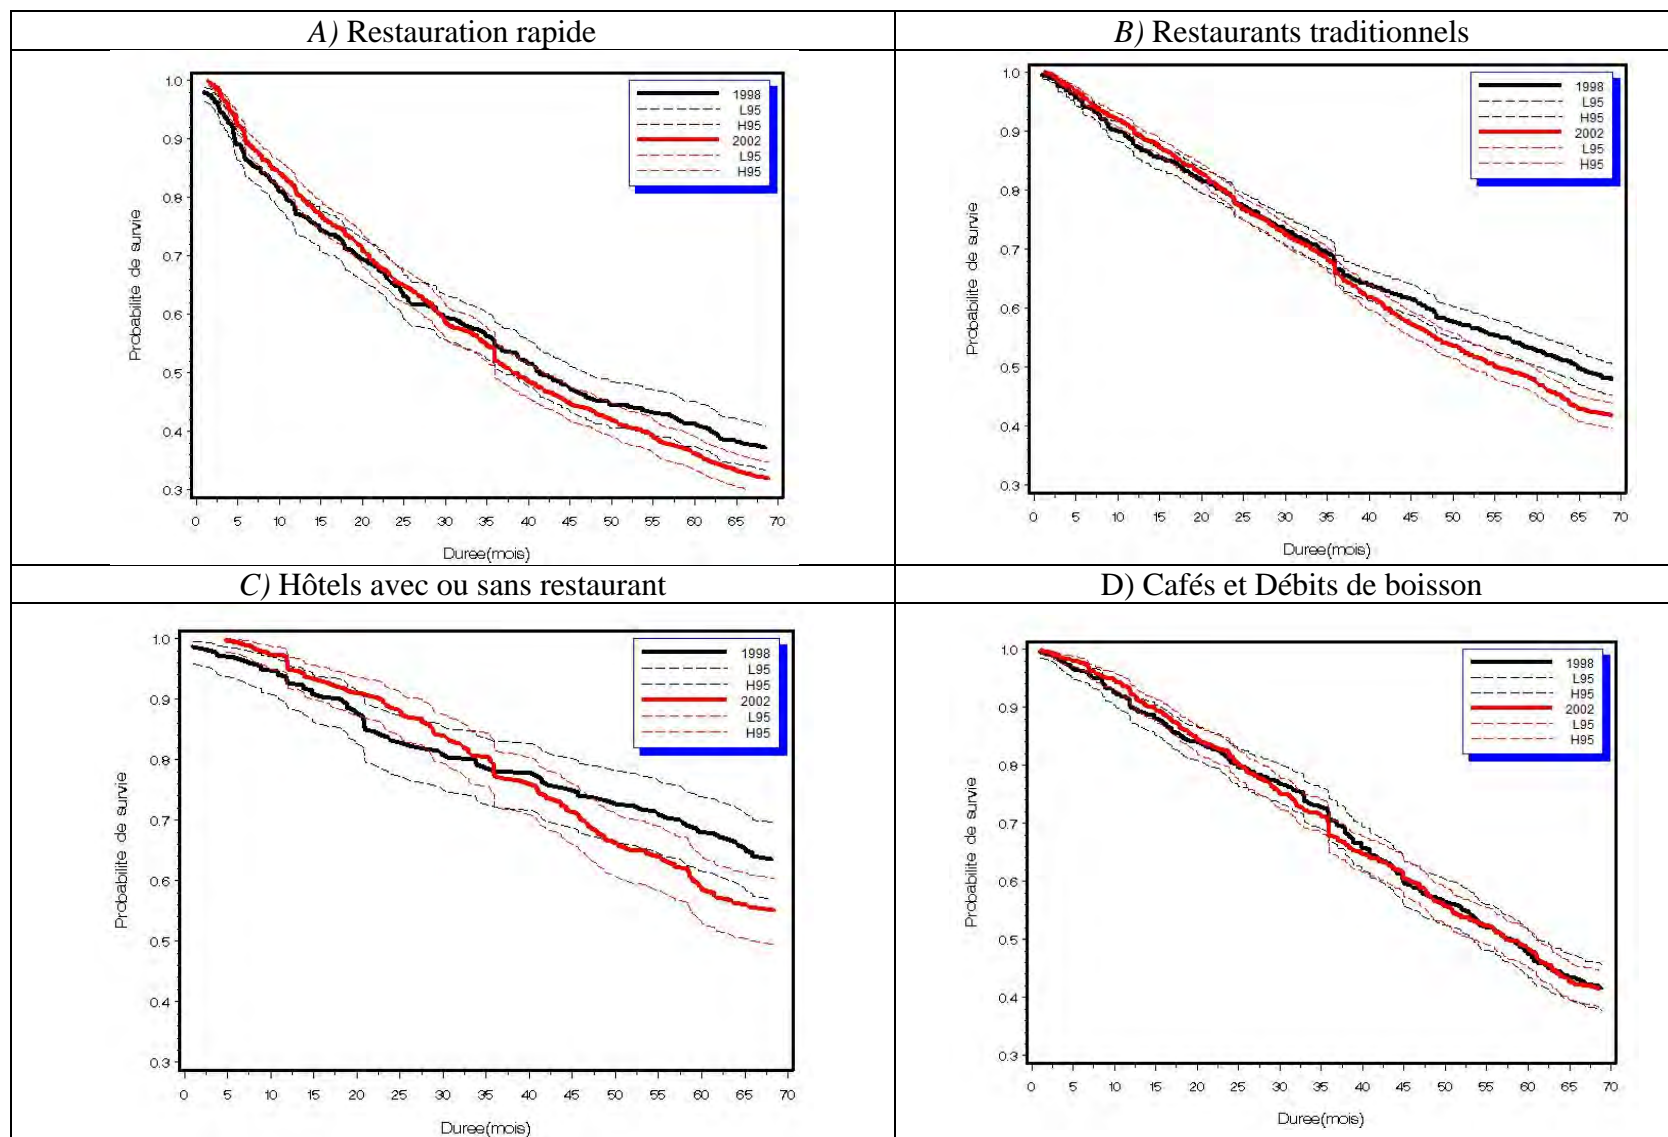 A) Restauration rapide
B) Restaurants traditionnels
Probabilite de survie
1.0
0.9
0.8
0.7
0.6
0.5
0.4
0.3
1998
L95
H95
2002
L95
H95
0 5 10 15 20 25 30 35 40 45 50 55 60 65 70
Duree(mois)
Probabilite de survie
1.0
0.9
0.8
0.7
0.6
0.5
0.4
0.3
1998
L95
H95
2002
L95
H95
0 5 10 15 20 25 30 35 40 45 50 55 60 65 70
Duree(mois)
C) Hôtels avec ou sans restaurant
D) Cafés et Débits de boisson
Probabilite de survie
1.0
0.9
0.8
0.7
0.6
0.5
0.4
0.3
1998
L95
H95
2002
L95
H95
0 5 10 15 20 25 30 35 40 45 50 55 60 65 70
Duree(mois)
Probabilite de survie
1.0
0.9
0.8
0.7
0.6
0.5
0.4
0.3
1998
L95
H95
2002
L95
H95
0 5 10 15 20 25 30 35 40 45 50 55 60 65 70
Duree(mois)